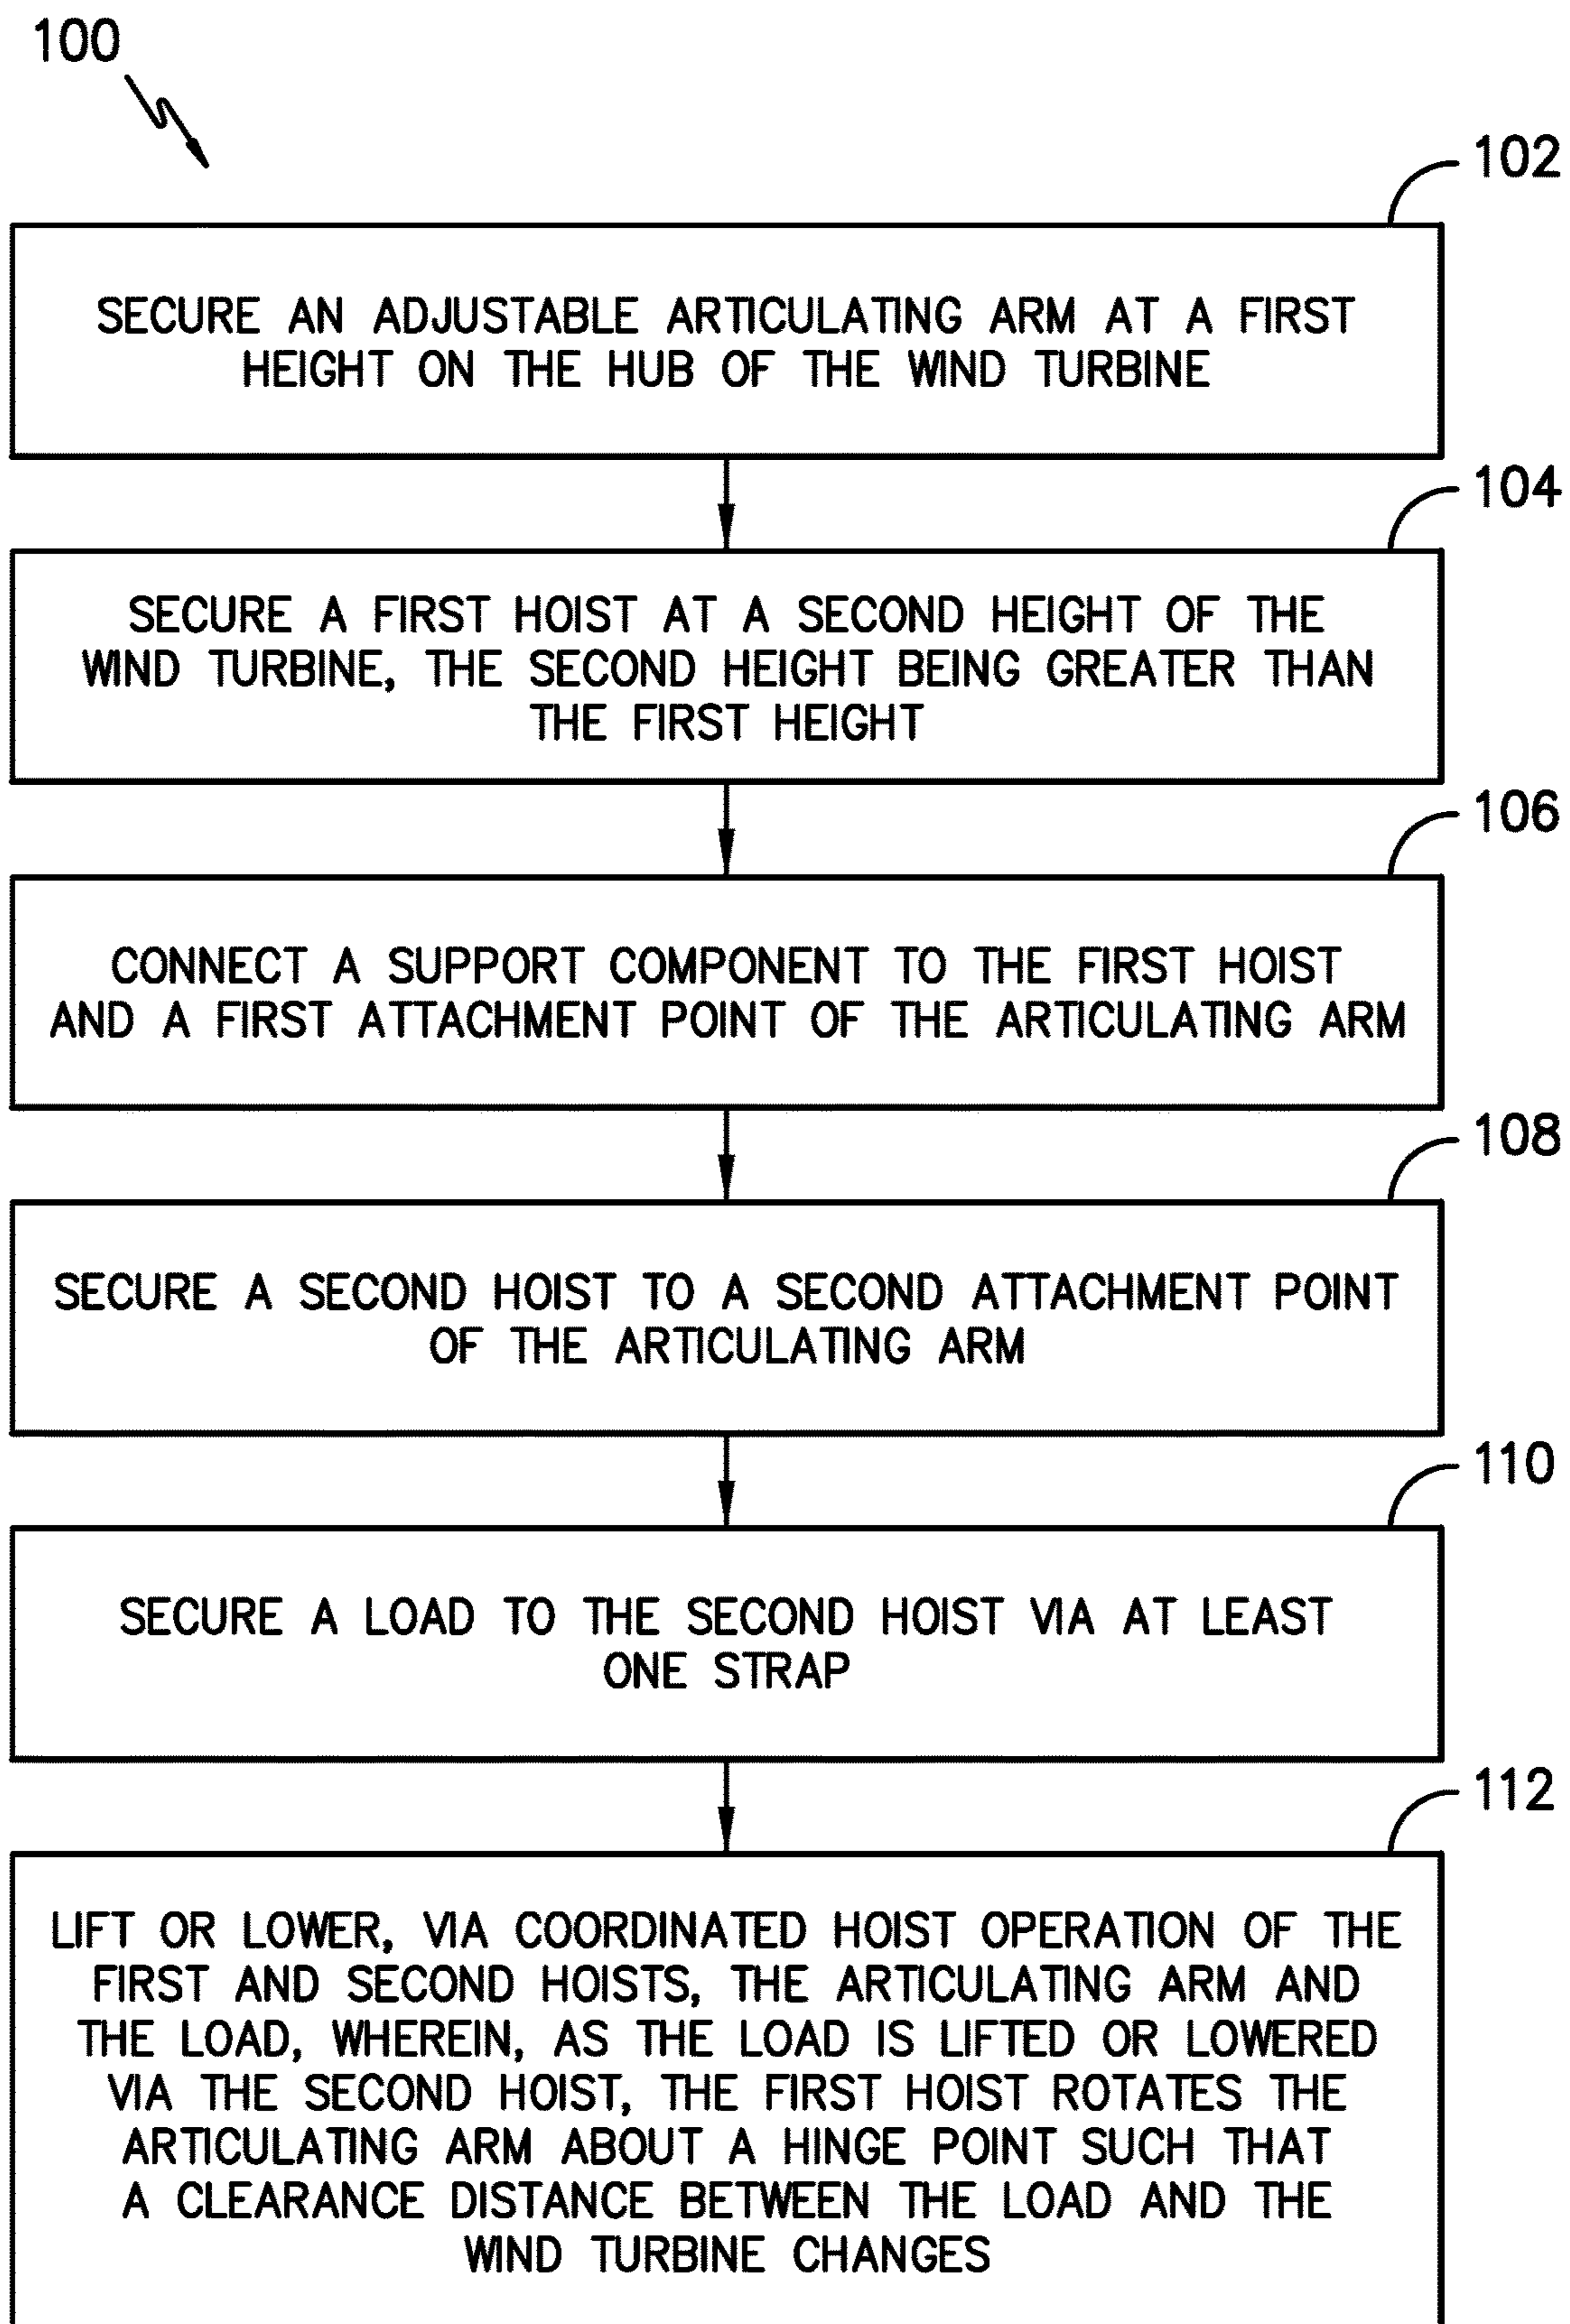 100
102
SECURE AN ADJUSTABLE ARTICULATING ARM AT A FIRST
HEIGHT ON THE HUB OF THE WIND TURBINE
104
SECURE A FIRST HOIST AT A SECOND HEIGHT OF THE
WIND TURBINE, THE SECOND HEIGHT BEING GREATER THAN
THE FIRST HEIGHT
106
CONNECT A SUPPORT COMPONENT TO THE FIRST HOIST
AND A FIRST ATTACHMENT POINT OF THE ARTICULATING ARM
108
SECURE A SECOND HOIST TO A SECOND ATTACHMENT POINT
OF THE ARTICULATING ARM
110
SECURE A LOAD TO THE SECOND HOIST VIA AT LEAST
ONE STRAP
112
LIFT OR LOWER, VIA COORDINATED HOIST OPERATION OF THE
FIRST AND SECOND HOISTS, THE ARTICULATING ARM AND
THE LOAD, WHEREIN, AS THE LOAD IS LIFTED OR LOWERED
VIA THE SECOND HOIST, THE FIRST HOIST ROTATES THE
ARTICULATING ARM ABOUT A HINGE POINT SUCH THAT
A CLEARANCE DISTANCE BETWEEN THE LOAD AND THE
WIND TURBINE CHANGES